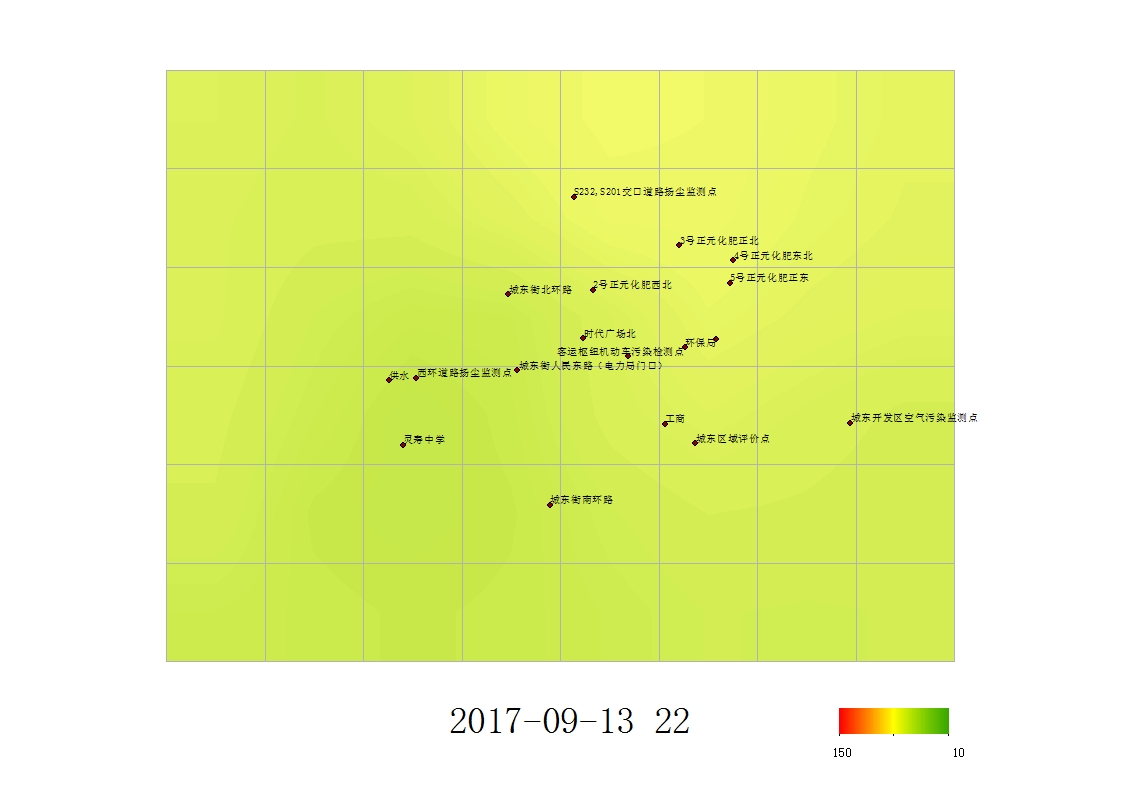 S232,S201交口道路扬尘监测点
3号正元化肥正北
4号正元化肥东北
5号正元化肥正东
2号正元化肥西北
城东街北环路
时代广场北
环保局
客运枢纽机动车污染检测点
城东街人民东路（电力局门口）
西环道路扬尘监测点
供水
工商
城东开发区空气污染监测点
城东区域评价点
灵寿中学
城东街南环路
2017-09-13 22
150
10